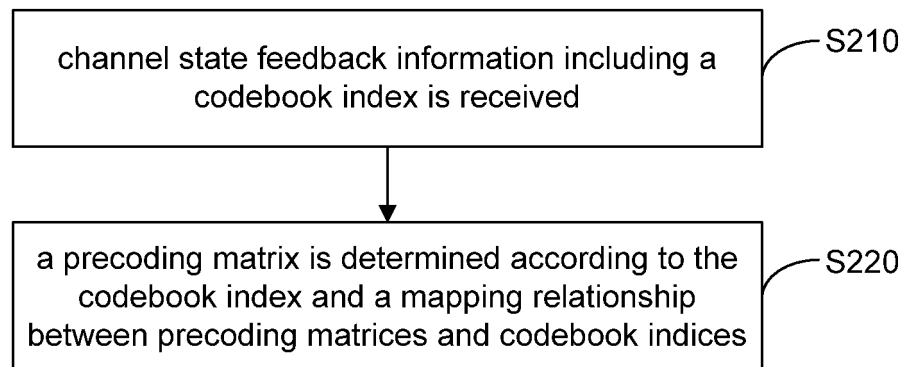 channel state feedback information including a
codebook index is received
S210
a precoding matrix is determined according to the
codebook index and a mapping relationship
between precoding matrices and codebook indices
S220